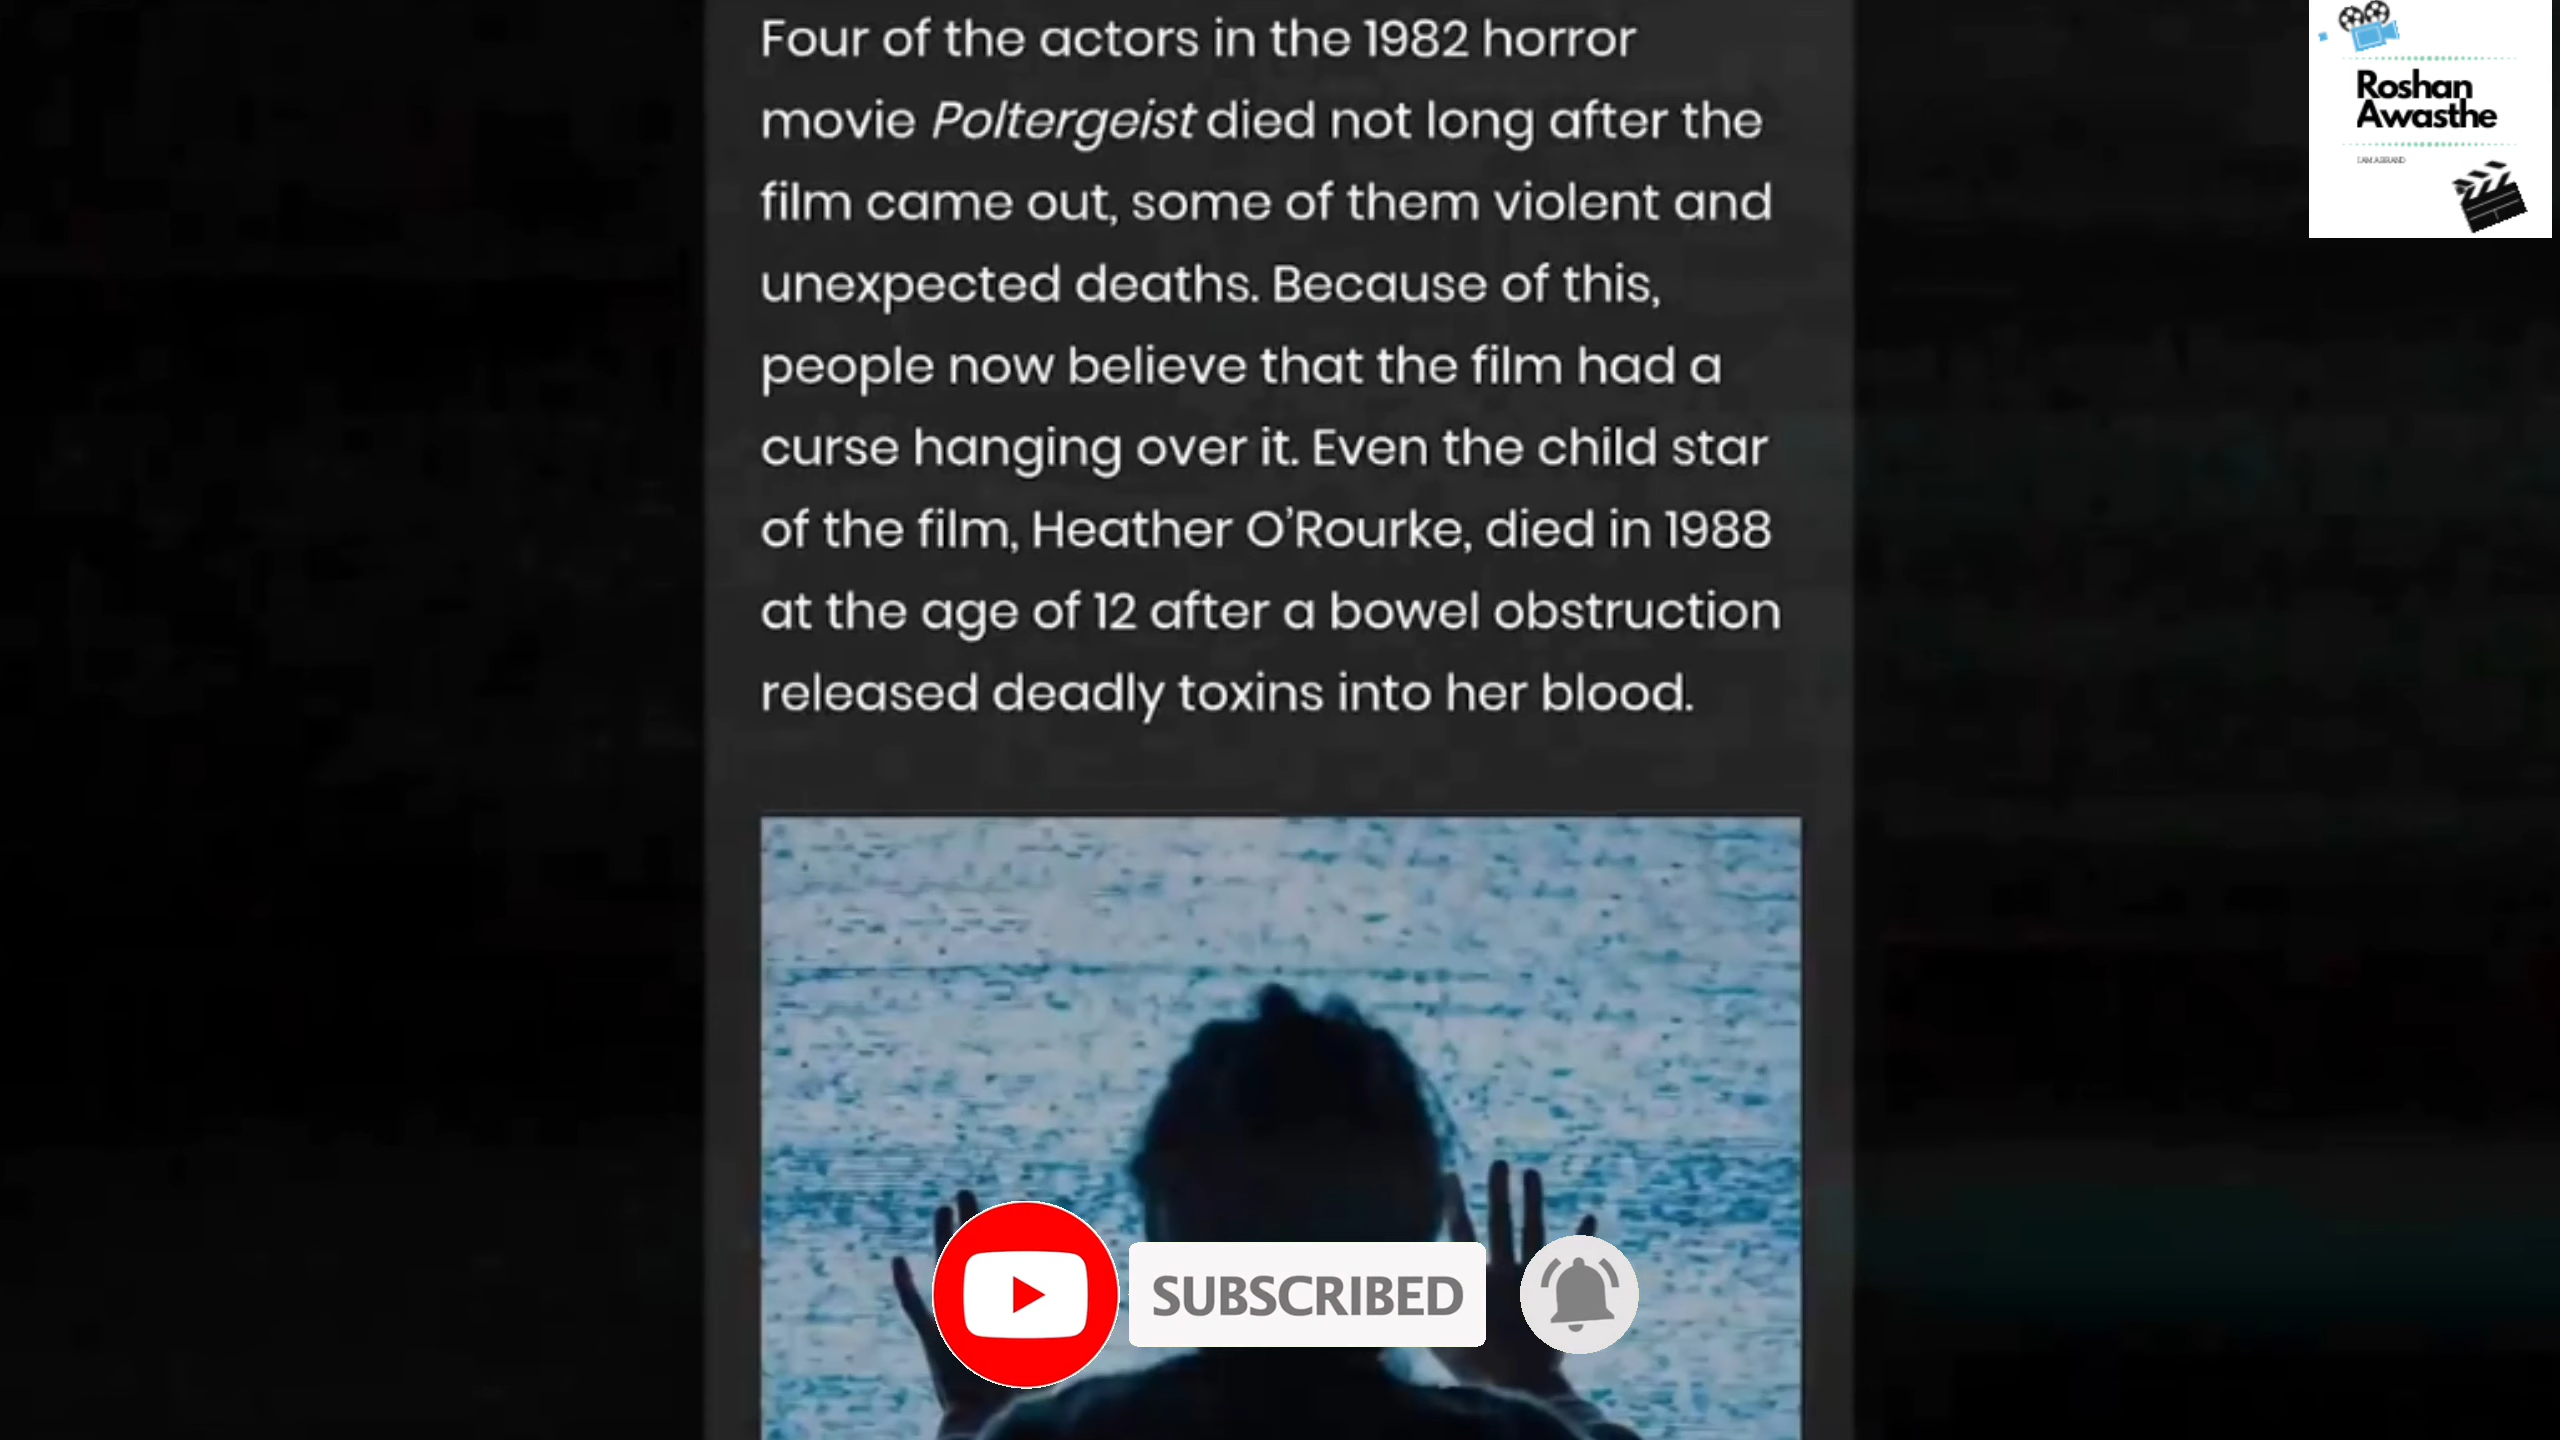 Four of the actors in the 1982 horror
movie Poltergeist died not long after the
film came out, some of them violent and
unexpected deaths. Because of this,
people now believe that the film had a
curse hanging over it. Even the child star
of the film, Heather O’Rourke, died in 1988
at the age of 12 after a bowel obstruction
released deadly toxins into her blood.
Roshan
Awasthe
I AM A BRAND
SUBSCRIBED